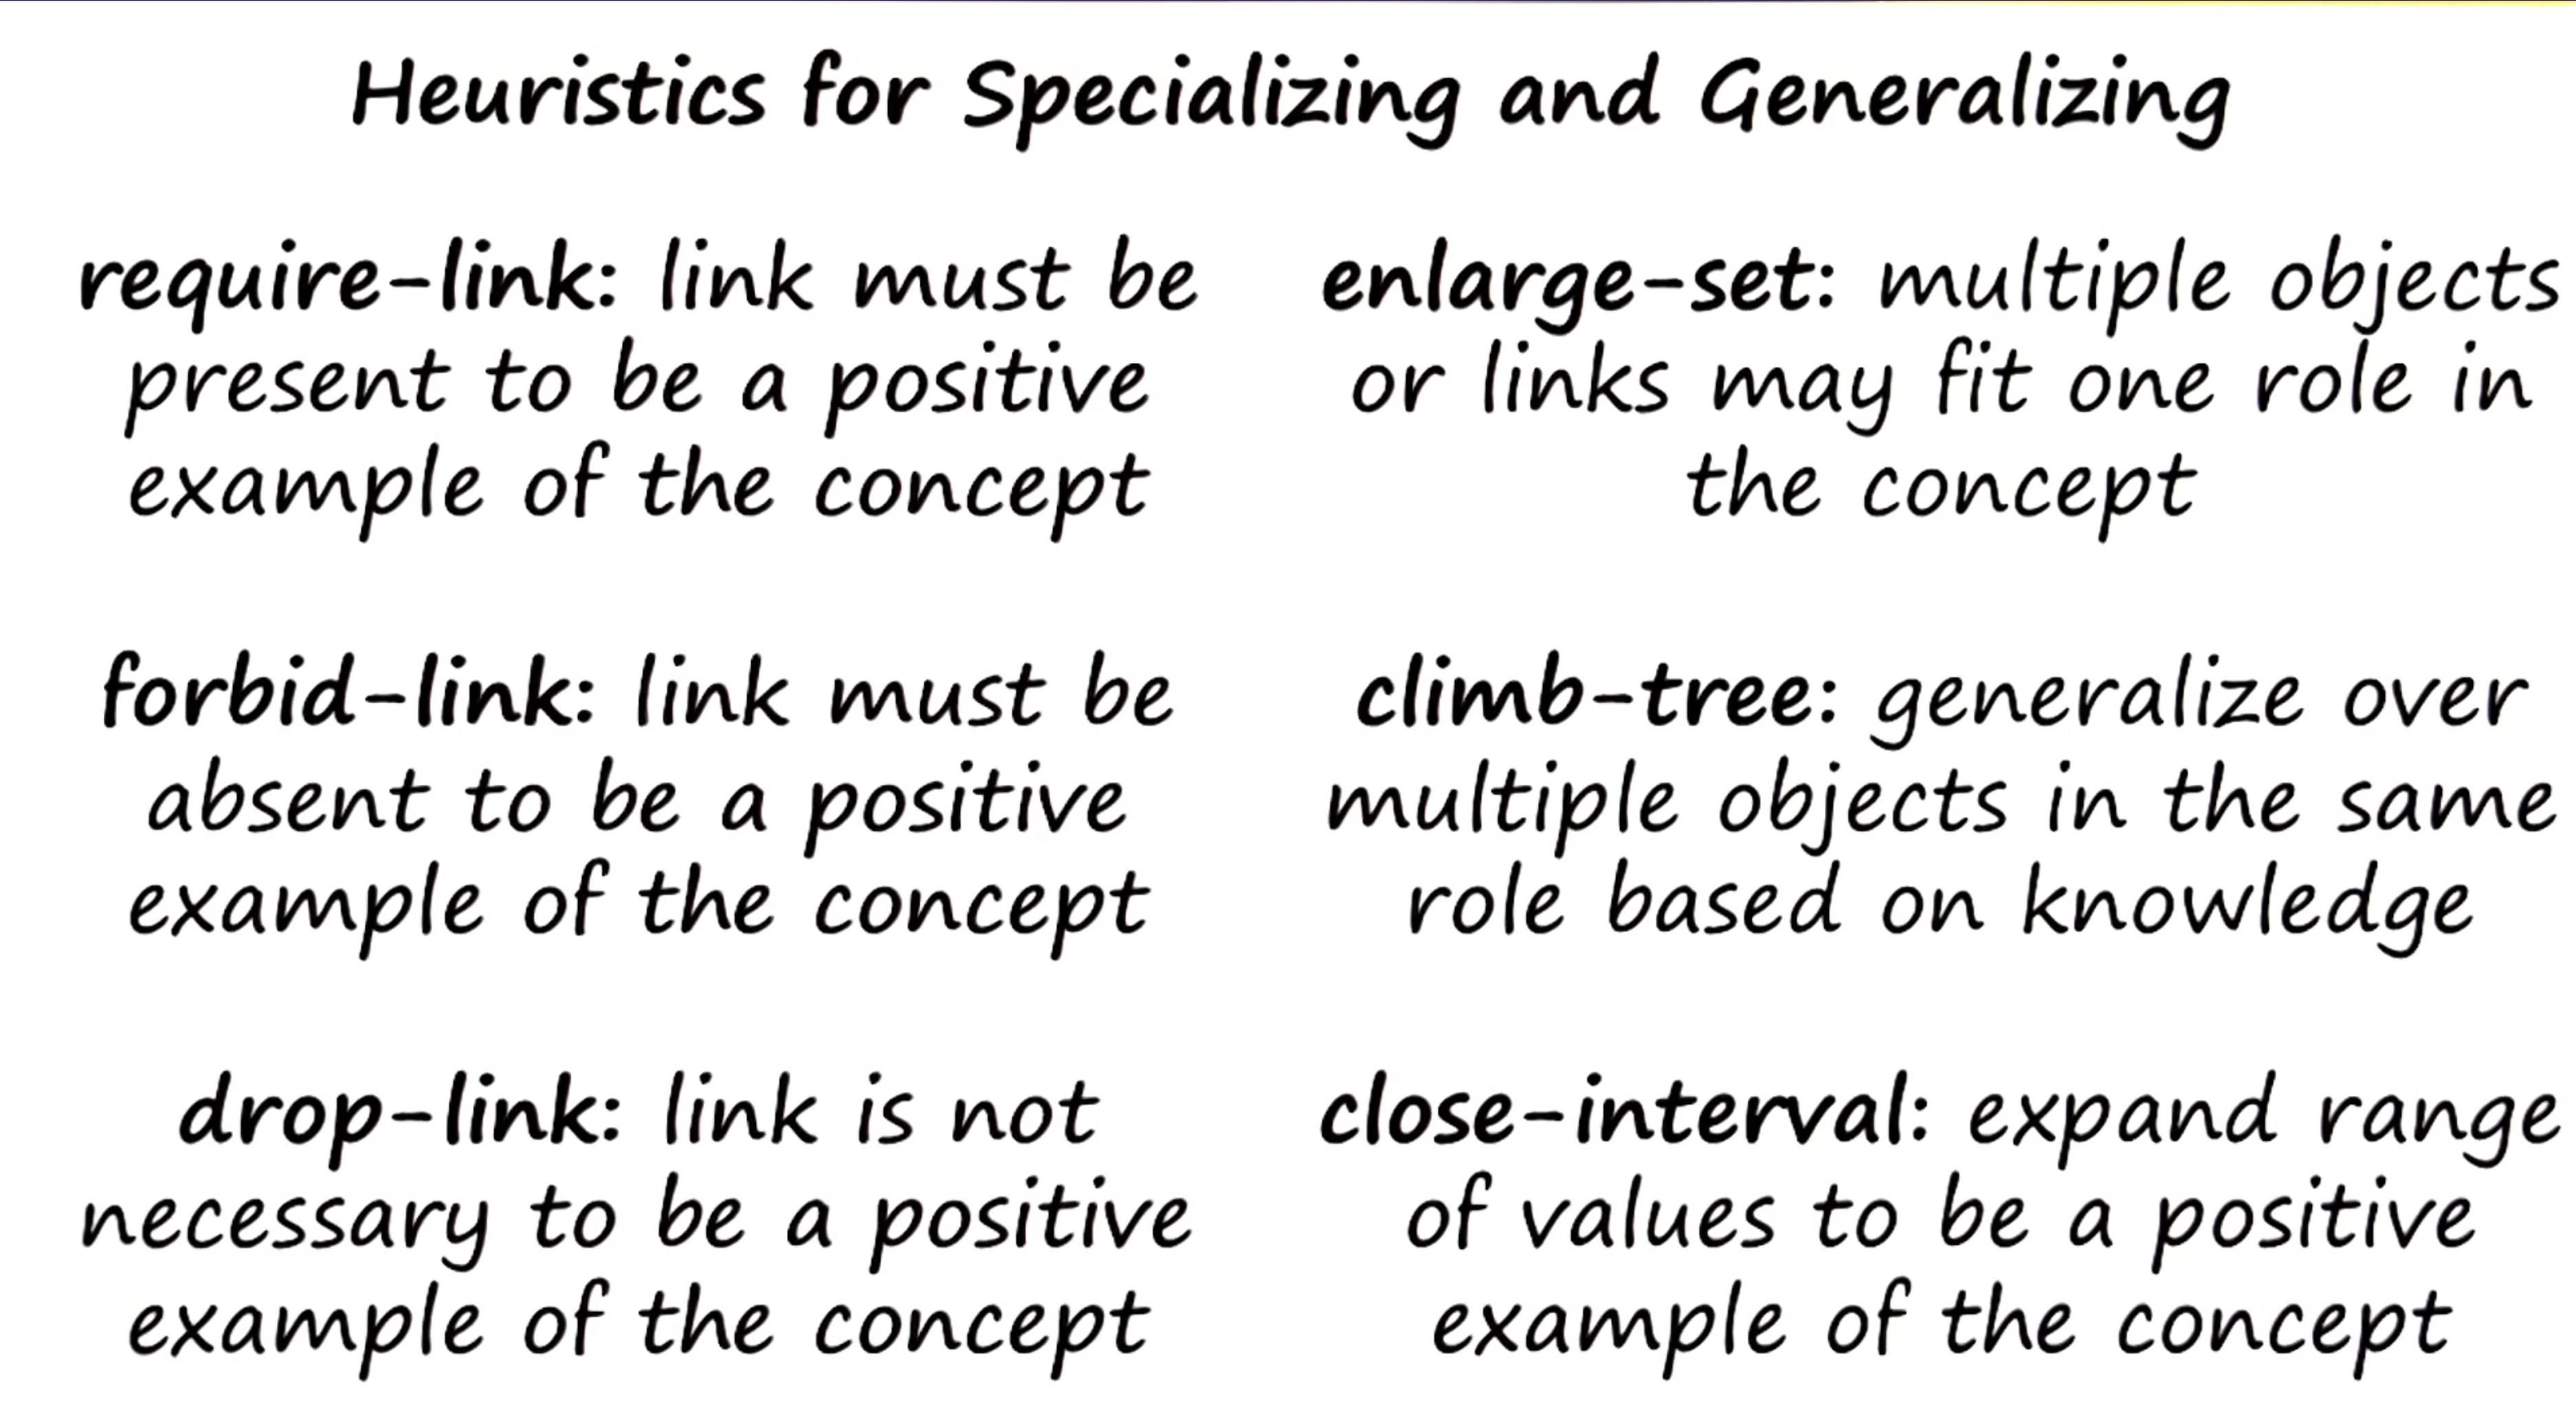 Heuristics for Specializing and Generalizing
require-link: link must be
present to be a positive
example of the concept
enlarge-set: multiple objects
or links may fit one role in
the concept
forbid-link: link must be
absent to be a positive
example of the concept
climb-tree: generalize over
multiple objects in the same
role based on knowledge
drop-link: link is not
necessary to be a positive
example of the concept
close-interval: expand range
of values to be a positive
example of the concept